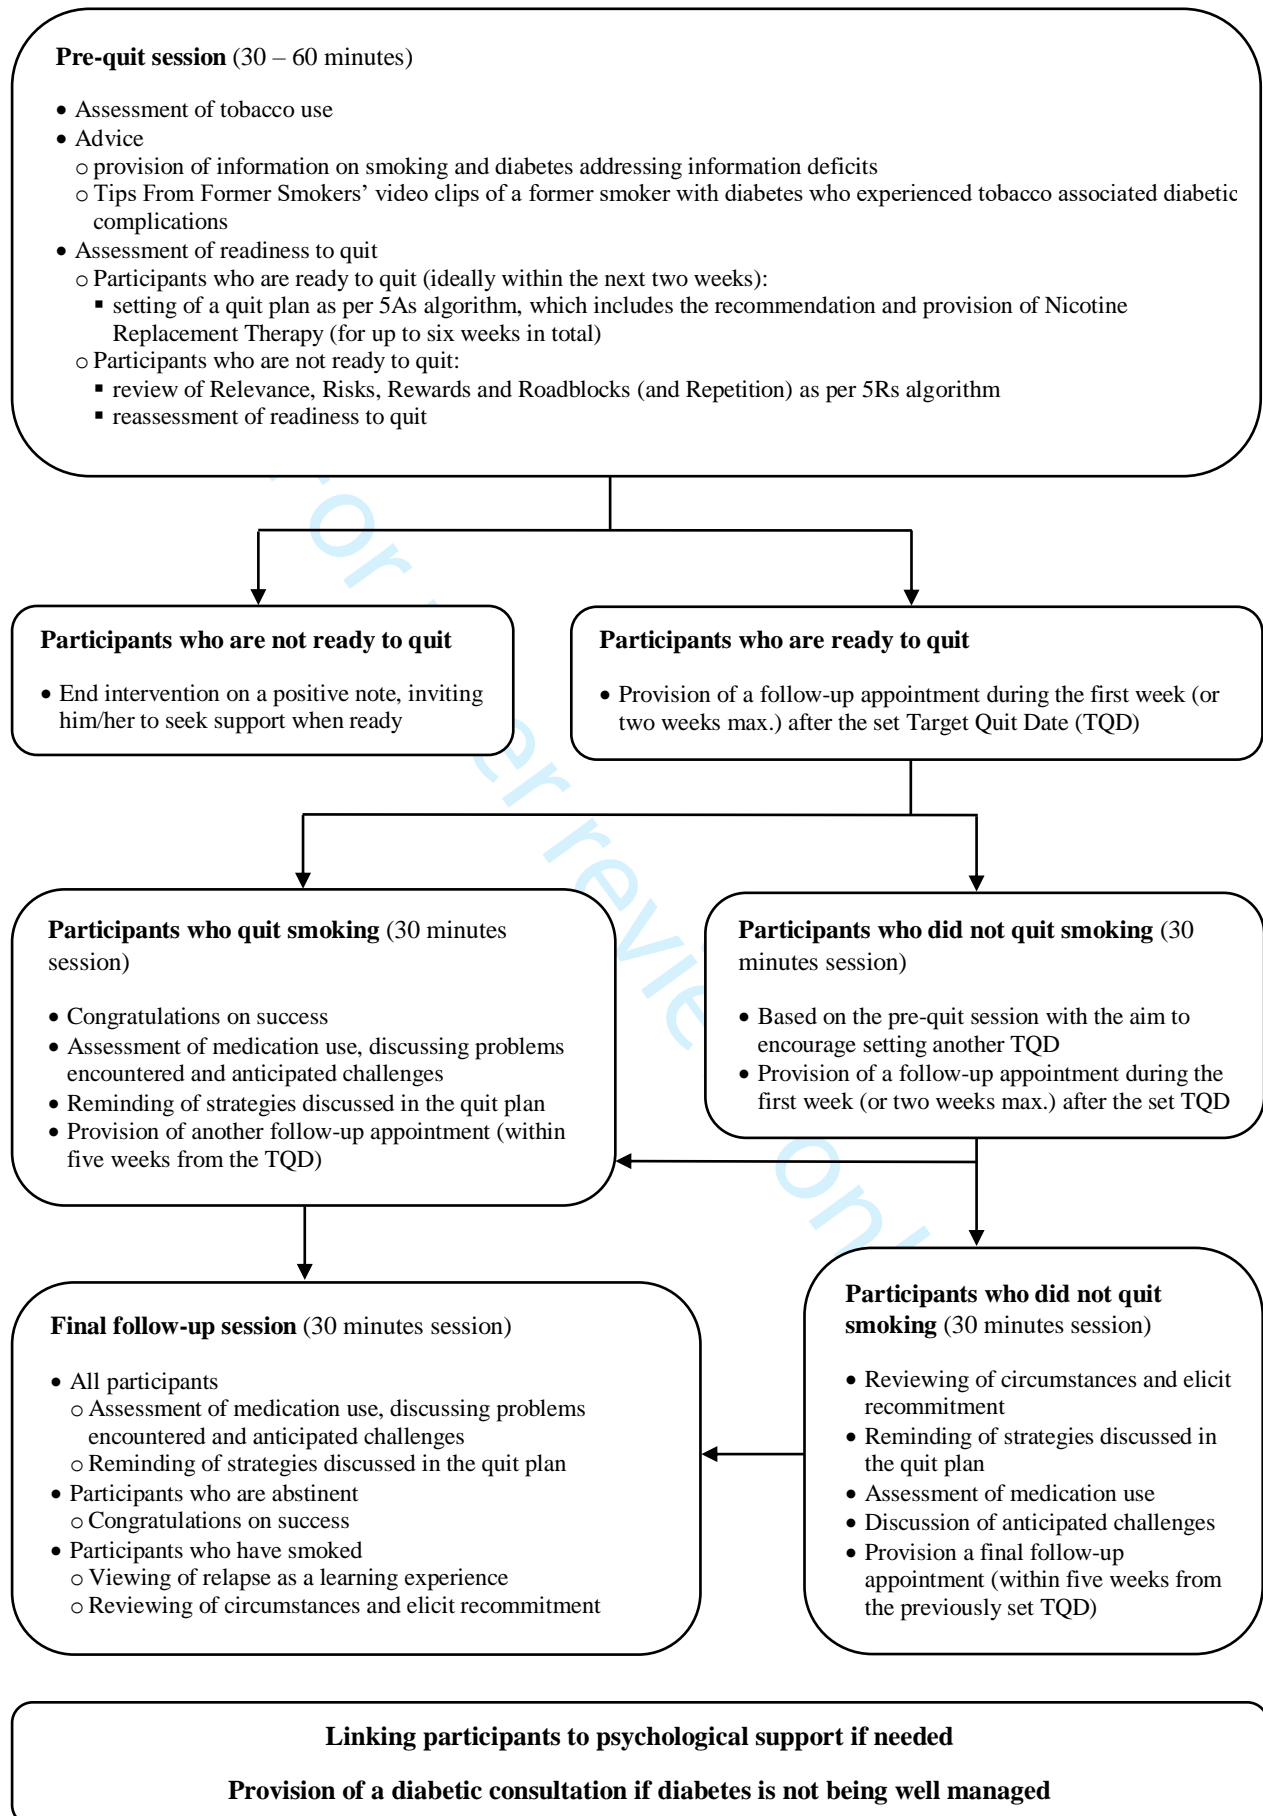 Pre-quit session (30 – 60 minutes)
• Assessment of tobacco use
• Advice
o provision of information on smoking and diabetes addressing information deficits
o Tips From Former Smokers’ video clips of a former smoker with diabetes who experienced tobacco associated diabetic
complications
• Assessment of readiness to quit
o Participants who are ready to quit (ideally within the next two weeks):
▪ setting of a quit plan as per 5As algorithm, which includes the recommendation and provision of Nicotine
Replacement Therapy (for up to six weeks in total)
o Participants who are not ready to quit:
▪ review of Relevance, Risks, Rewards and Roadblocks (and Repetition) as per 5Rs algorithm
▪ reassessment of readiness to quit
Participants who are not ready to quit
• End intervention on a positive note, inviting
him/her to seek support when ready
Participants who are ready to quit
• Provision of a follow-up appointment during the first week (or
two weeks max.) after the set Target Quit Date (TQD)
Participants who quit smoking (30 minutes
session)
• Congratulations on success
• Assessment of medication use, discussing problems
encountered and anticipated challenges
• Reminding of strategies discussed in the quit plan
• Provision of another follow-up appointment (within
five weeks from the TQD)
Participants who did not quit smoking (30
minutes session)
• Based on the pre-quit session with the aim to
encourage setting another TQD
• Provision of a follow-up appointment during the
first week (or two weeks max.) after the set TQD
Final follow-up session (30 minutes session)
• All participants
o Assessment of medication use, discussing problems
encountered and anticipated challenges
o Reminding of strategies discussed in the quit plan
• Participants who are abstinent
o Congratulations on success
• Participants who have smoked
o Viewing of relapse as a learning experience
o Reviewing of circumstances and elicit recommitment
Participants who did not quit
smoking (30 minutes session)
• Reviewing of circumstances and elicit
recommitment
• Reminding of strategies discussed in
the quit plan
• Assessment of medication use
• Discussion of anticipated challenges
• Provision a final follow-up
appointment (within five weeks from
the previously set TQD)
Linking participants to psychological support if needed
Provision of a diabetic consultation if diabetes is not being well managed